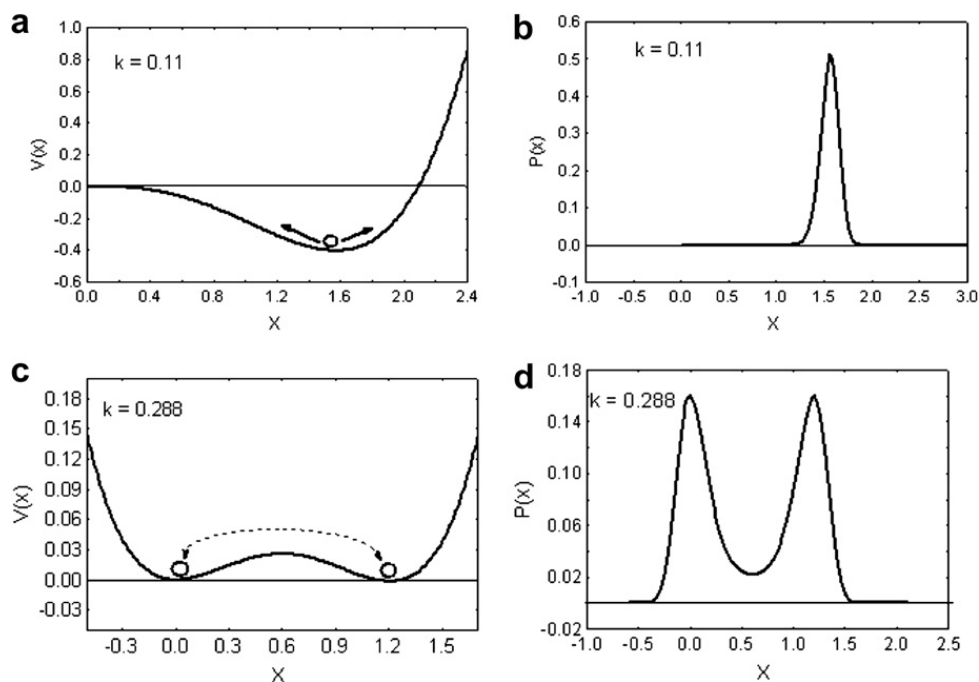 a
1.0
0.8
0.6
0.4
0.2
0.0
-0.2
-0.4
-0.6
V(x)
k = 0.11
0.0 0.4 0.8 1.2 1.6 2.0 2.4
X
b
0.6
0.5
0.4
0.3
0.2
0.1
0.0
-0.1
P(x)
k = 0.11
-1.0 -0.5 0.0 0.5 1.0 1.5 2.0 2.5 3.0
X
c
0.18
0.15
0.12
0.09
0.06
0.03
0.00
-0.03
V(x)
k = 0.288
-0.3 0.0 0.3 0.6 0.9 1.2 1.5
X
d
0.18
0.14
0.10
0.06
0.02
-0.02
P(x)
k = 0.288
-1.0 -0.5 0.0 0.5 1.0 1.5 2.0 2.5
X